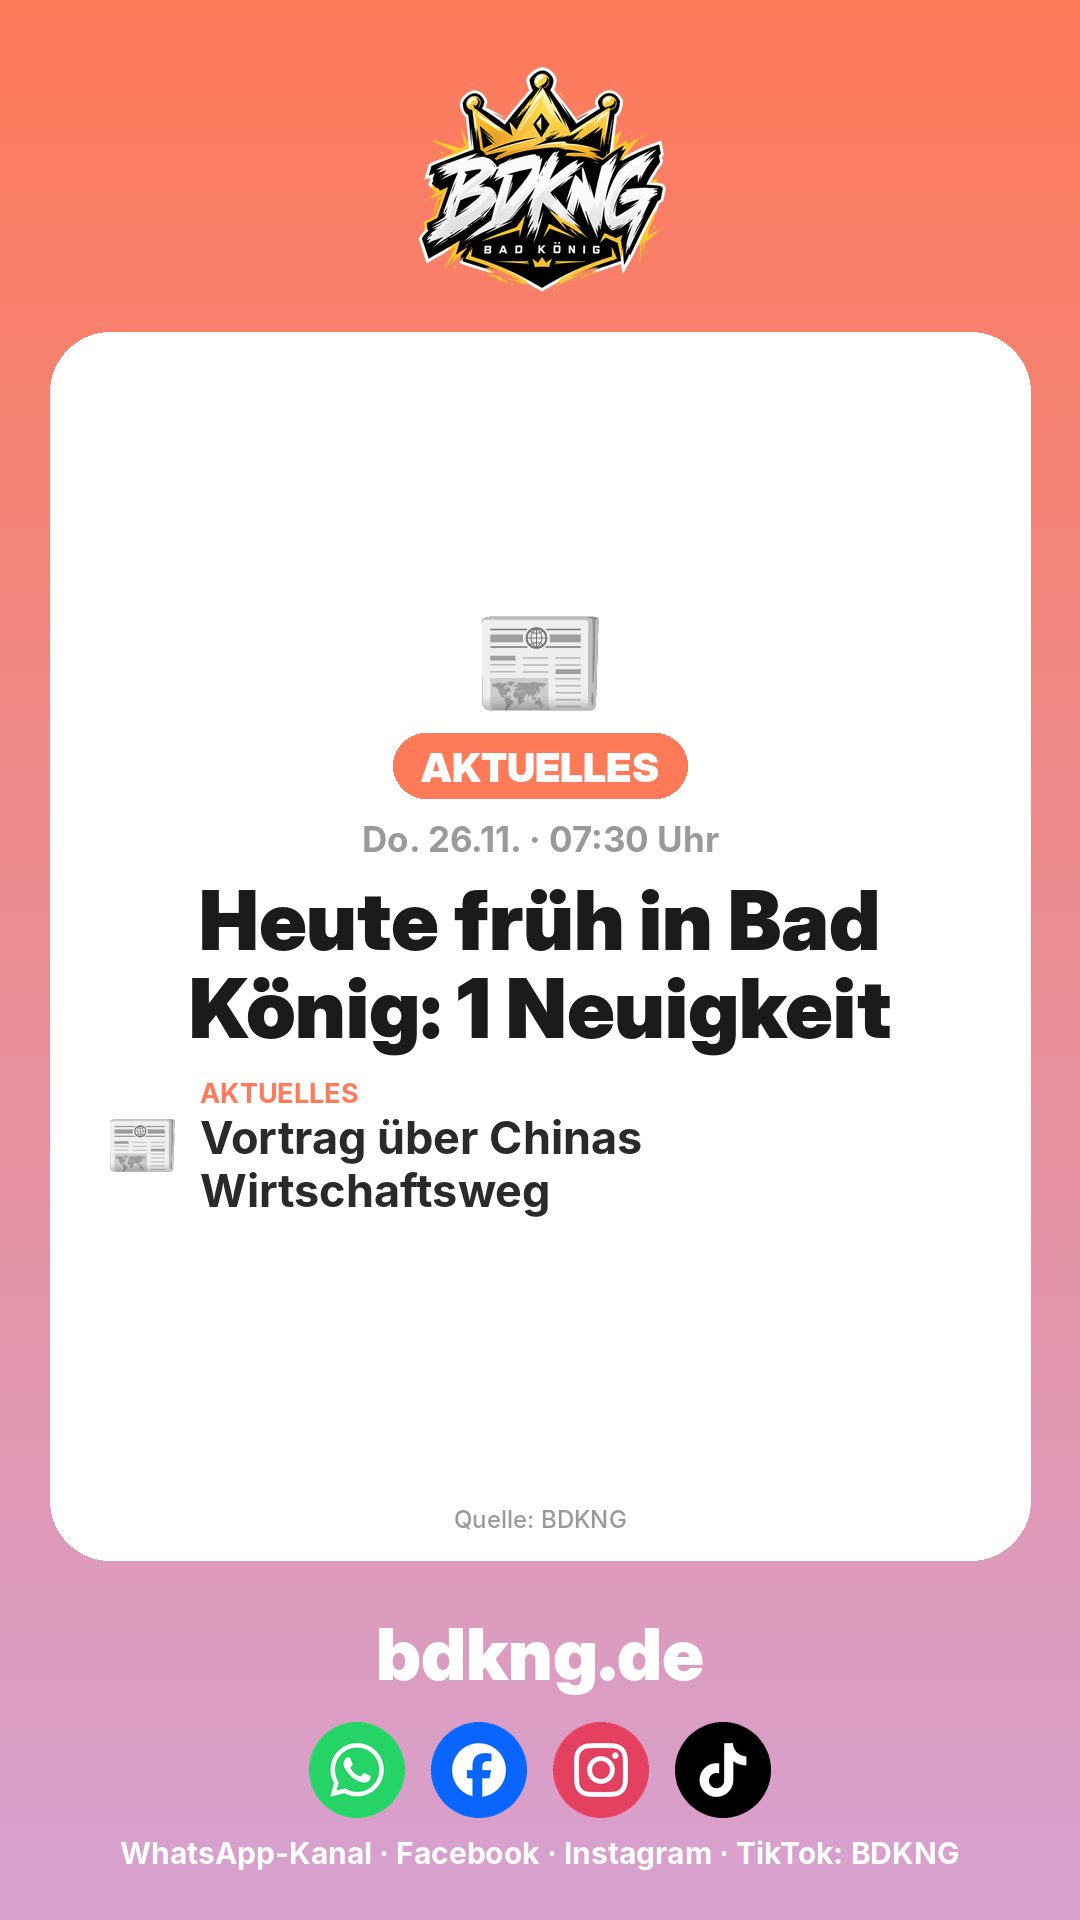 BDKNG
BAD KÖNIG
AKTUELLES
Do. 26.11. · 07:30 Uhr
Heute früh in Bad
König: 1 Neuigkeit
AKTUELLES
Vortrag über Chinas
Wirtschaftsweg
Quelle: BDKNG
bdkng.de
WhatsApp-Kanal · Facebook · Instagram · TikTok: BDKNG